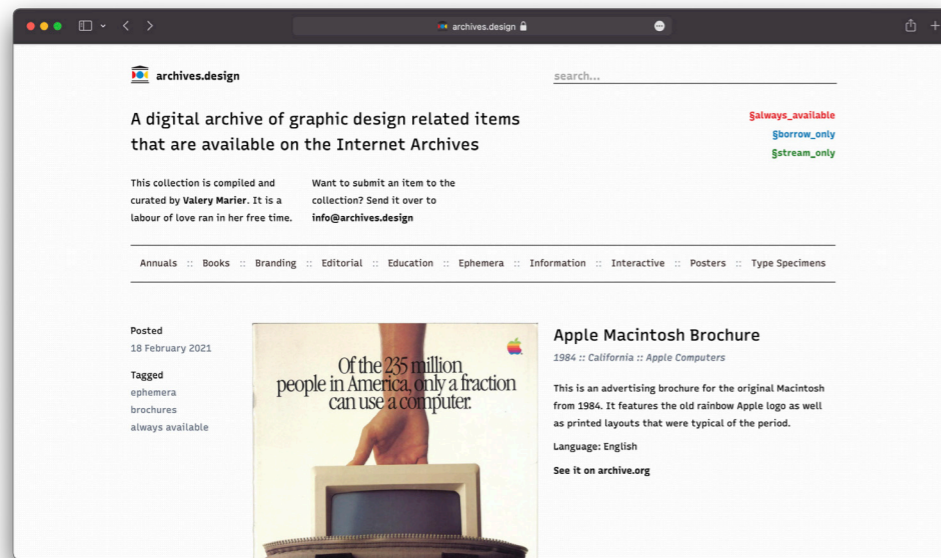 archives.design
archives.design
search...
A digital archive of graphic design related items
that are available on the Internet Archives
§always_available
§borrow_only
§stream_only
This collection is compiled and
curated by Valery Marier. It is a
labour of love ran in her free time.
Want to submit an item to the
collection? Send it over to
info@archives.design
Annuals :: Books :: Branding :: Editorial :: Education :: Ephemera :: Information :: Interactive :: Posters :: Type Specimens
Posted
18 February 2021
Tagged
ephemera
brochures
always available
Of the 235 million
people in America, only a fraction
can use a computer.
Apple Macintosh Brochure
1984 :: California :: Apple Computers
This is an advertising brochure for the original Macintosh
from 1984. It features the old rainbow Apple logo as well
as printed layouts that were typical of the period.
Language: English
See it on archive.org